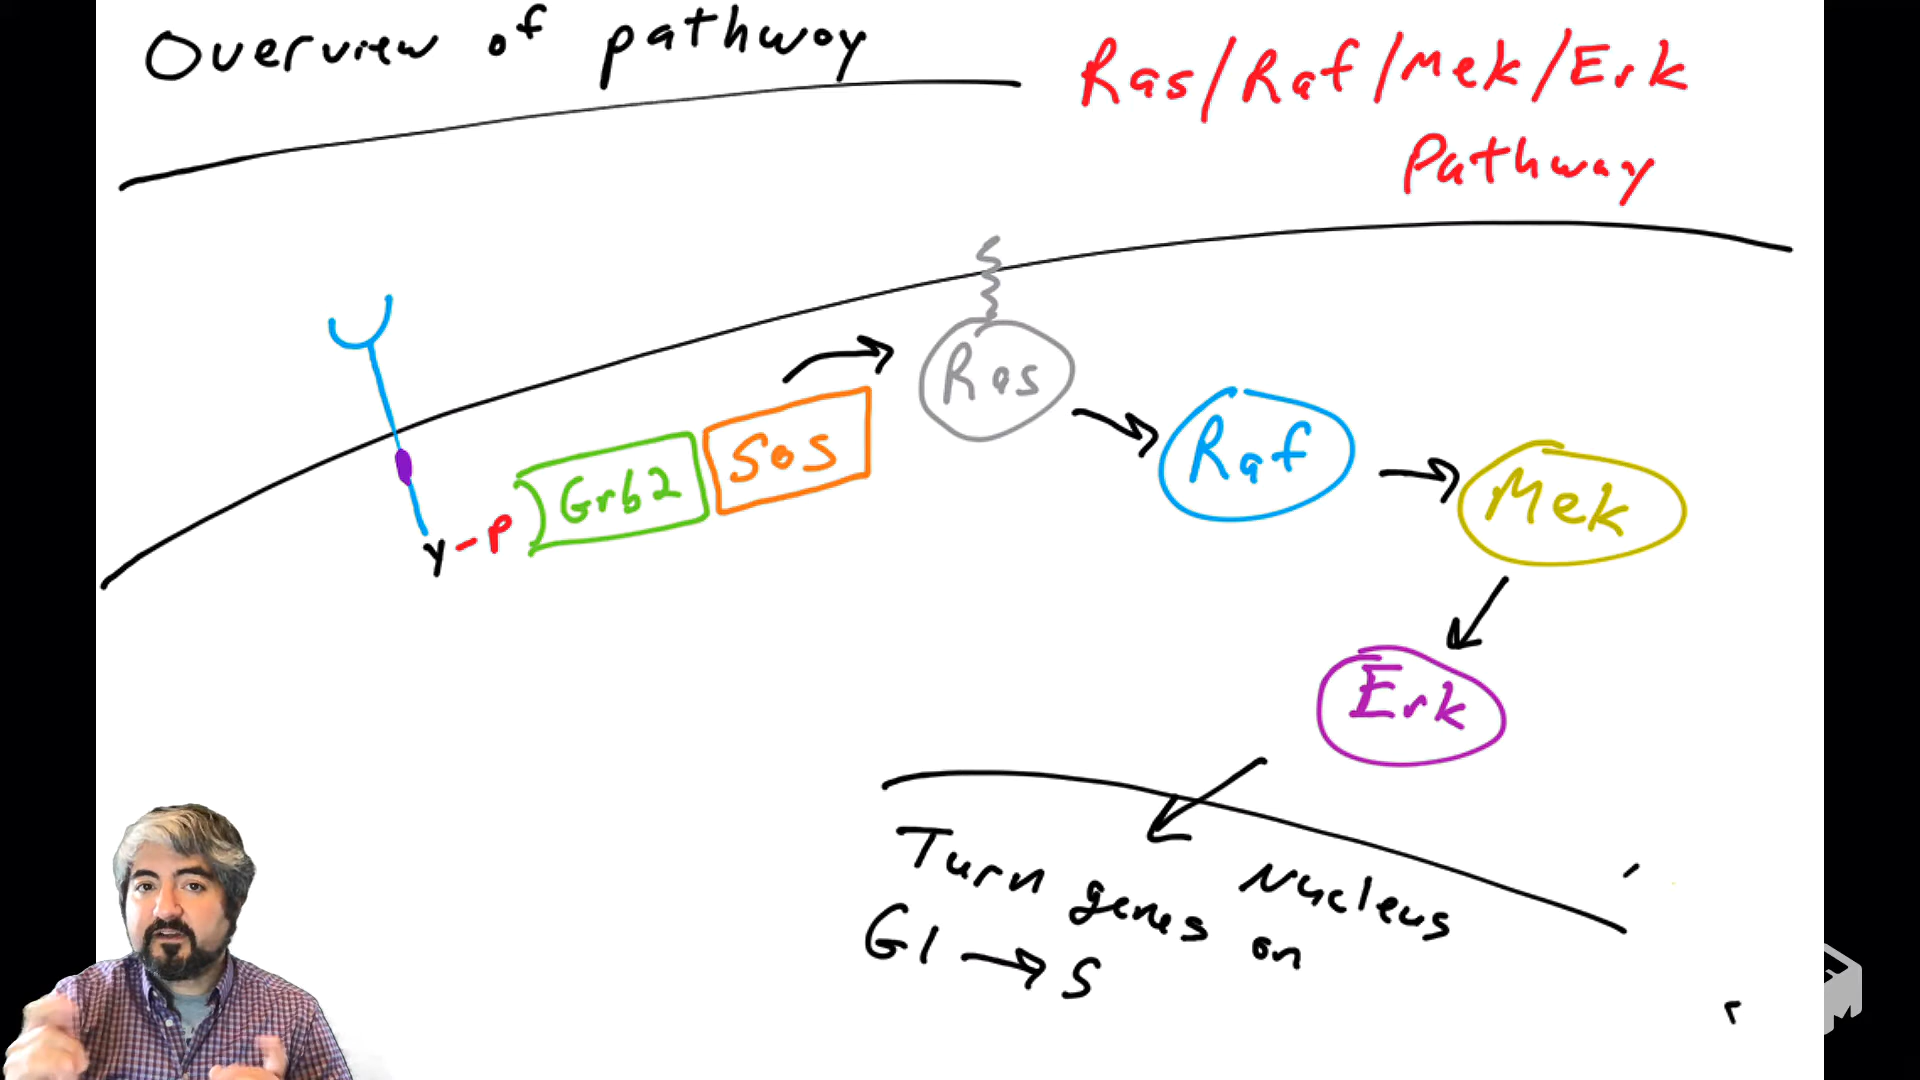 Overview of pathway
Ras/Raf/Mek/Erk
Pathway
Ras
Raf
Mek
Sos
Grb2
Y-P
Erk
Nucleus
Turn genes on
G1 → S